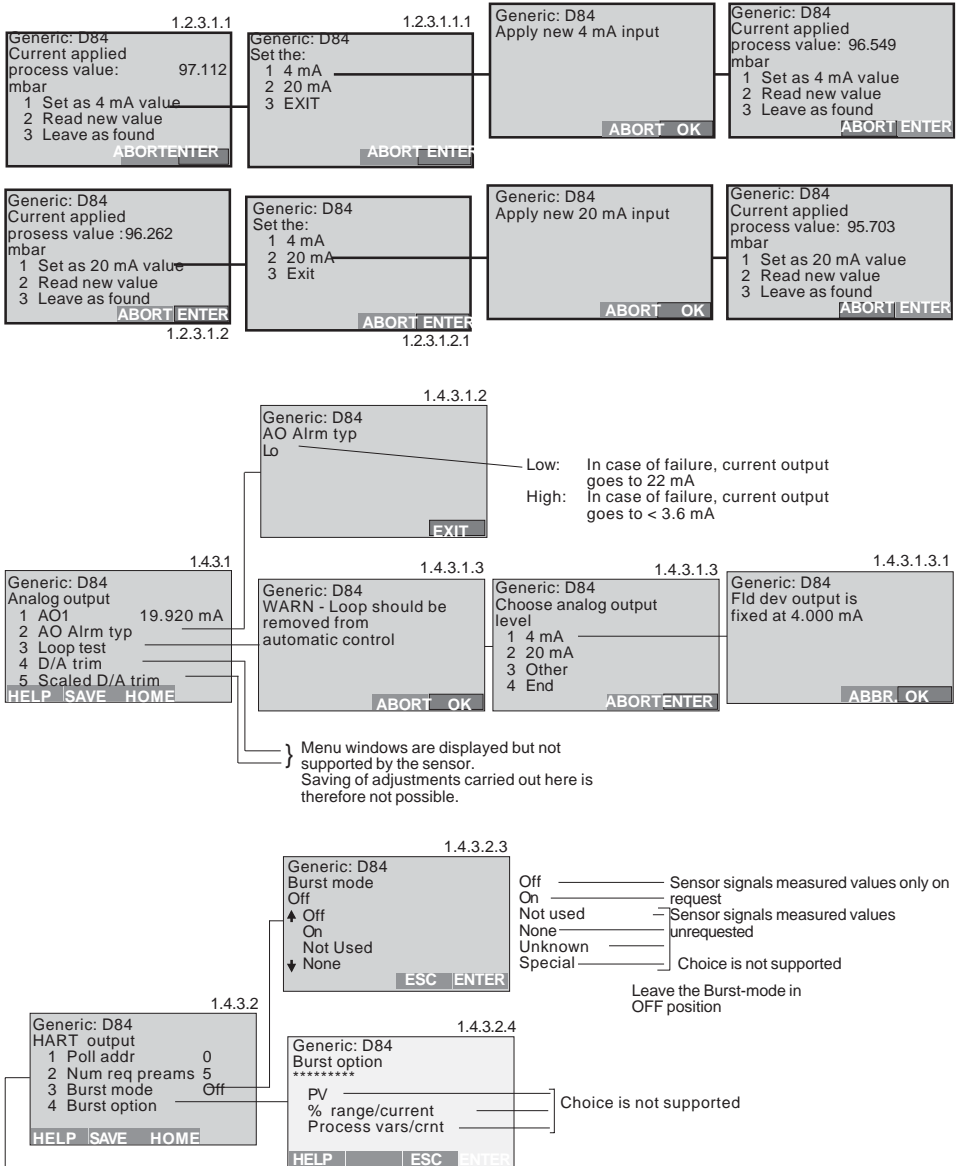 1.2.3.1.1
Generic: D84
Current applied
process value: 97.112
mbar
1 Set as 4 mA value
2 Read new value
3 Leave as found
ABORT ENTER
1.2.3.1.1.1
Generic: D84
Set the:
1 4 mA
2 20 mA
3 EXIT
ABORT ENTER
Generic: D84
Apply new 4 mA input
ABORT OK
Generic: D84
Current applied
process value: 96.549
mbar
1 Set as 4 mA value
2 Read new value
3 Leave as found
ABORT ENTER
Generic: D84
Current applied
prosess value :96.262
mbar
1 Set as 20 mA value
2 Read new value
3 Leave as found
ABORT ENTER
1.2.3.1.2
Generic: D84
Set the:
1 4 mA
2 20 mA
3 Exit
ABORT ENTER
1.2.3.1.2.1
Generic: D84
Apply new 20 mA input
ABORT OK
Generic: D84
Current applied
process value: 95.703
mbar
1 Set as 20 mA value
2 Read new value
3 Leave as found
ABORT ENTER
1.4.3.1.2
Generic: D84
AO Alrm typ
Lo
EXIT
Low: In case of failure, current output
goes to 22 mA
High: In case of failure, current output
goes to < 3.6 mA
1.4.3.1
Generic: D84
Analog output
1 AO1 19.920 mA
2 AO Alrm typ
3 Loop test
4 D/A trim
5 Scaled D/A trim
HELP SAVE HOME
1.4.3.1.3
Generic: D84
WARN - Loop should be
removed from
automatic control
ABORT OK
1.4.3.1.3
Generic: D84
Choose analog output
level
1 4 mA
2 20 mA
3 Other
4 End
ABORT ENTER
1.4.3.1.3.1
Generic: D84
Fld dev output is
fixed at 4.000 mA
ABBR. OK
} Menu windows are displayed but not
supported by the sensor.
Saving of adjustments carried out here is
therefore not possible.
1.4.3.2.3
Generic: D84
Burst mode
Off
Off
On
Not Used
None
ESC ENTER
Off
On
Not used
None
Unknown
Special
Sensor signals measured values only on
request
Sensor signals measured values
unrequested
Choice is not supported
Leave the Burst-mode in
OFF position
1.4.3.2
Generic: D84
HART output
1 Poll addr 0
2 Num req preams 5
3 Burst mode Off
4 Burst option
HELP SAVE HOME
1.4.3.2.4
Generic: D84
Burst option
*********
PV
% range/current
Process vars/crnt
HELP ESC ENTER
Choice is not supported